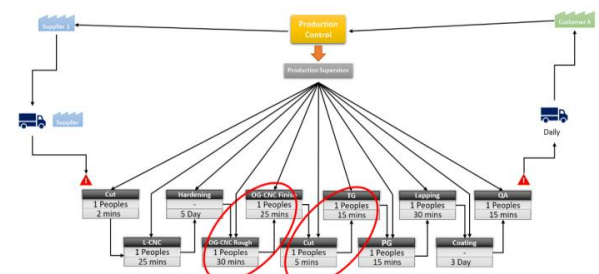 Supplier 1
Production
Control
Customer A
Production Supervisor
Supplier
Daily
Cut
1 Peoples
2 mins
Hardening
-
5 Day
OG-CNC Finish
1 Peoples
25 mins
TG
1 Peoples
15 mins
Lapping
1 Peoples
30 mins
QA
1 Peoples
15 mins
L-CNC
1 Peoples
25 mins
OG-CNC Rough
1 Peoples
30 mins
Cut
1 Peoples
5 mins
PG
1 Peoples
15 mins
Coating
-
3 Day